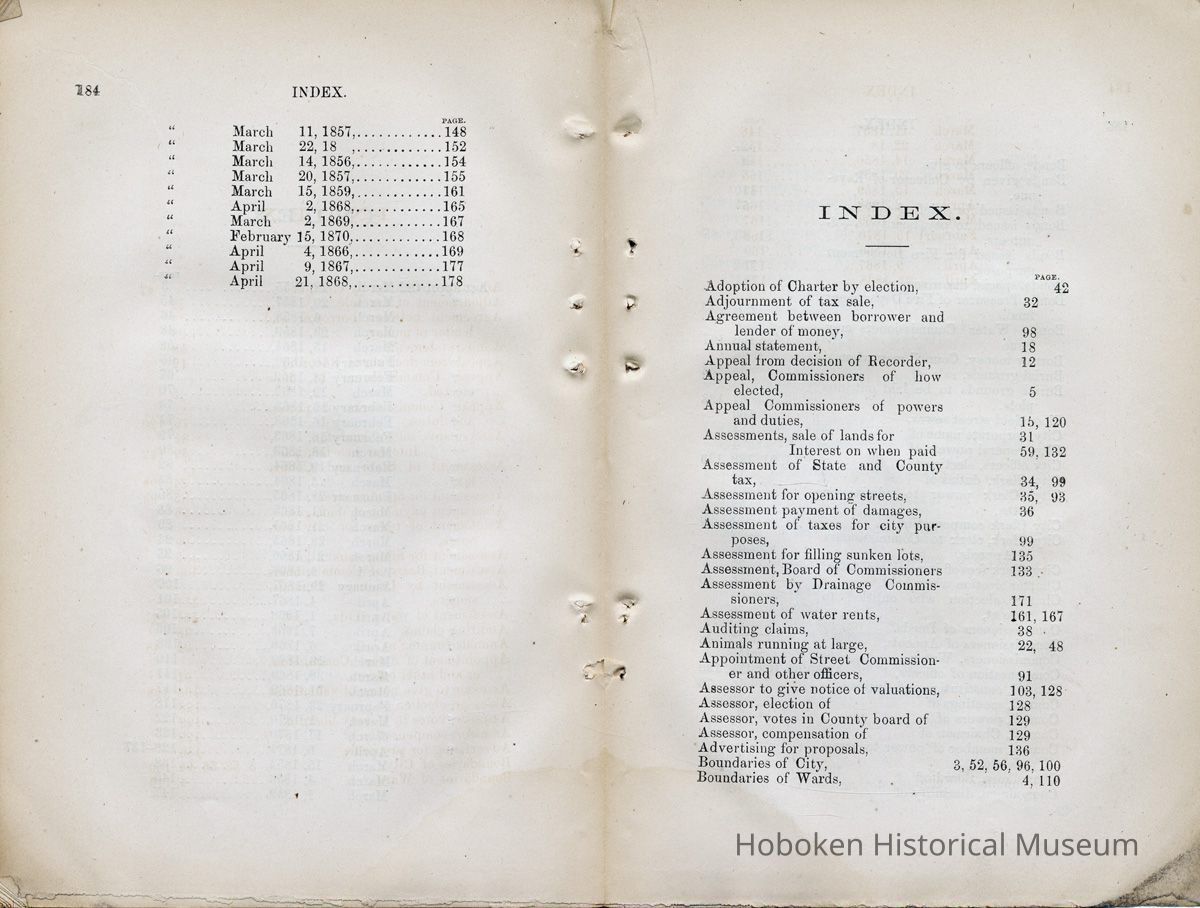 184
INDEX.
PAGE.
“ March 11, 1857,............148
“ March 22, 18 ,............152
“ March 14, 1856,............154
“ March 20, 1857,............155
“ March 15, 1859,............161
“ April 2, 1868,............165
“ March 2, 1869,............167
“ February 15, 1870,............168
“ April 4, 1866,............169
“ April 9, 1867,............177
“ April 21, 1868,............178
INDEX.
PAGE.
Adoption of Charter by election, 42
Adjournment of tax sale, 32
Agreement between borrower and
lender of money, 98
Annual statement, 18
Appeal from decision of Recorder, 12
Appeal, Commissioners of how
elected, 5
Appeal Commissioners of powers
and duties, 15, 120
Assessments, sale of lands for 31
Interest on when paid 59, 132
Assessment of State and County
tax, 34, 99
Assessment for opening streets, 35, 93
Assessment payment of damages, 36
Assessment of taxes for city pur-
poses, 99
Assessment for filling sunken lots, 135
Assessment, Board of Commissioners 133
Assessment by Drainage Commis-
sioners, 171
Assessment of water rents, 161, 167
Auditing claims, 38
Animals running at large, 22, 48
Appointment of Street Commission-
er and other officers, 91
Assessor to give notice of valuations, 103, 128
Assessor, election of 128
Assessor, votes in County board of 129
Assessor, compensation of 129
Advertising for proposals, 136
Boundaries of City, 3, 52, 56, 96, 100
Boundaries of Wards, 4, 110
Hoboken Historical Museum